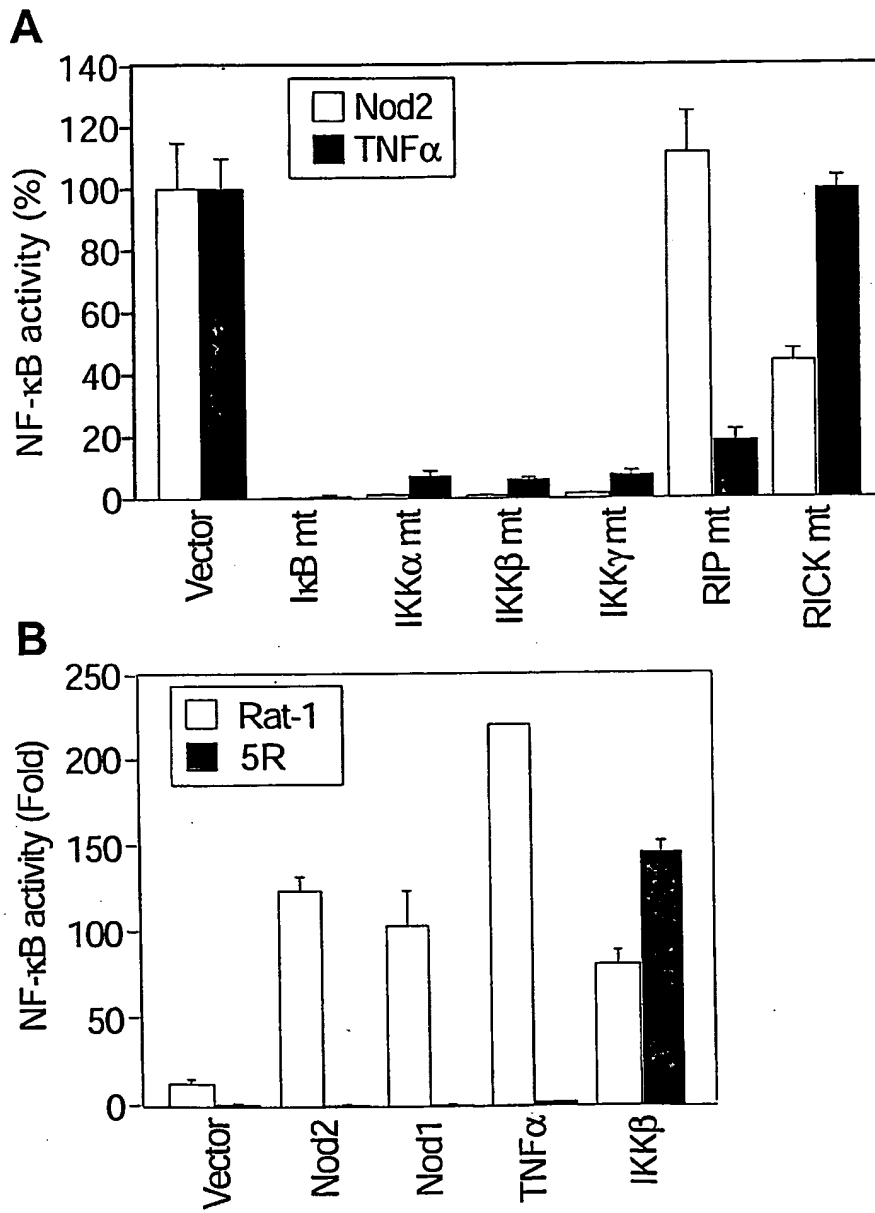 A
NF-κB activity (%)
140
120
100
80
60
40
20
0
Nod2
TNFα
Vector
IκB mt
IKKα mt
IKKβ mt
IKKγ mt
RIP mt
RICK mt
B
NF-κB activity (Fold)
250
200
150
100
50
0
Rat-1
5R
Vector
Nod2
Nod1
TNFα
IKKβ